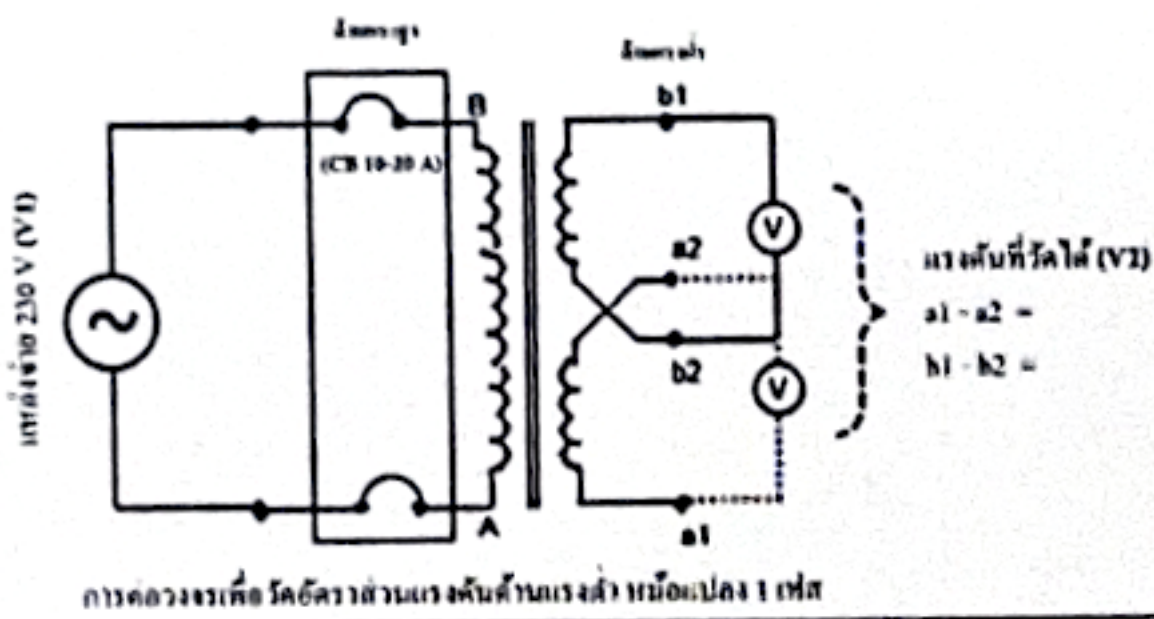 ด้านแรงสูง
ด้านแรงต่ำ
B
b1
(CB 10-20 A)
แหล่งจ่าย 230 V (V1)
a2
V
แรงดันที่วัดได้ (V2)
a1 - a2 =
b1 - b2 =
b2
V
A
a1
การต่อวงจรเพื่อวัดอัตราส่วนแรงดันด้านแรงต่ำ หม้อแปลง 1 เฟส